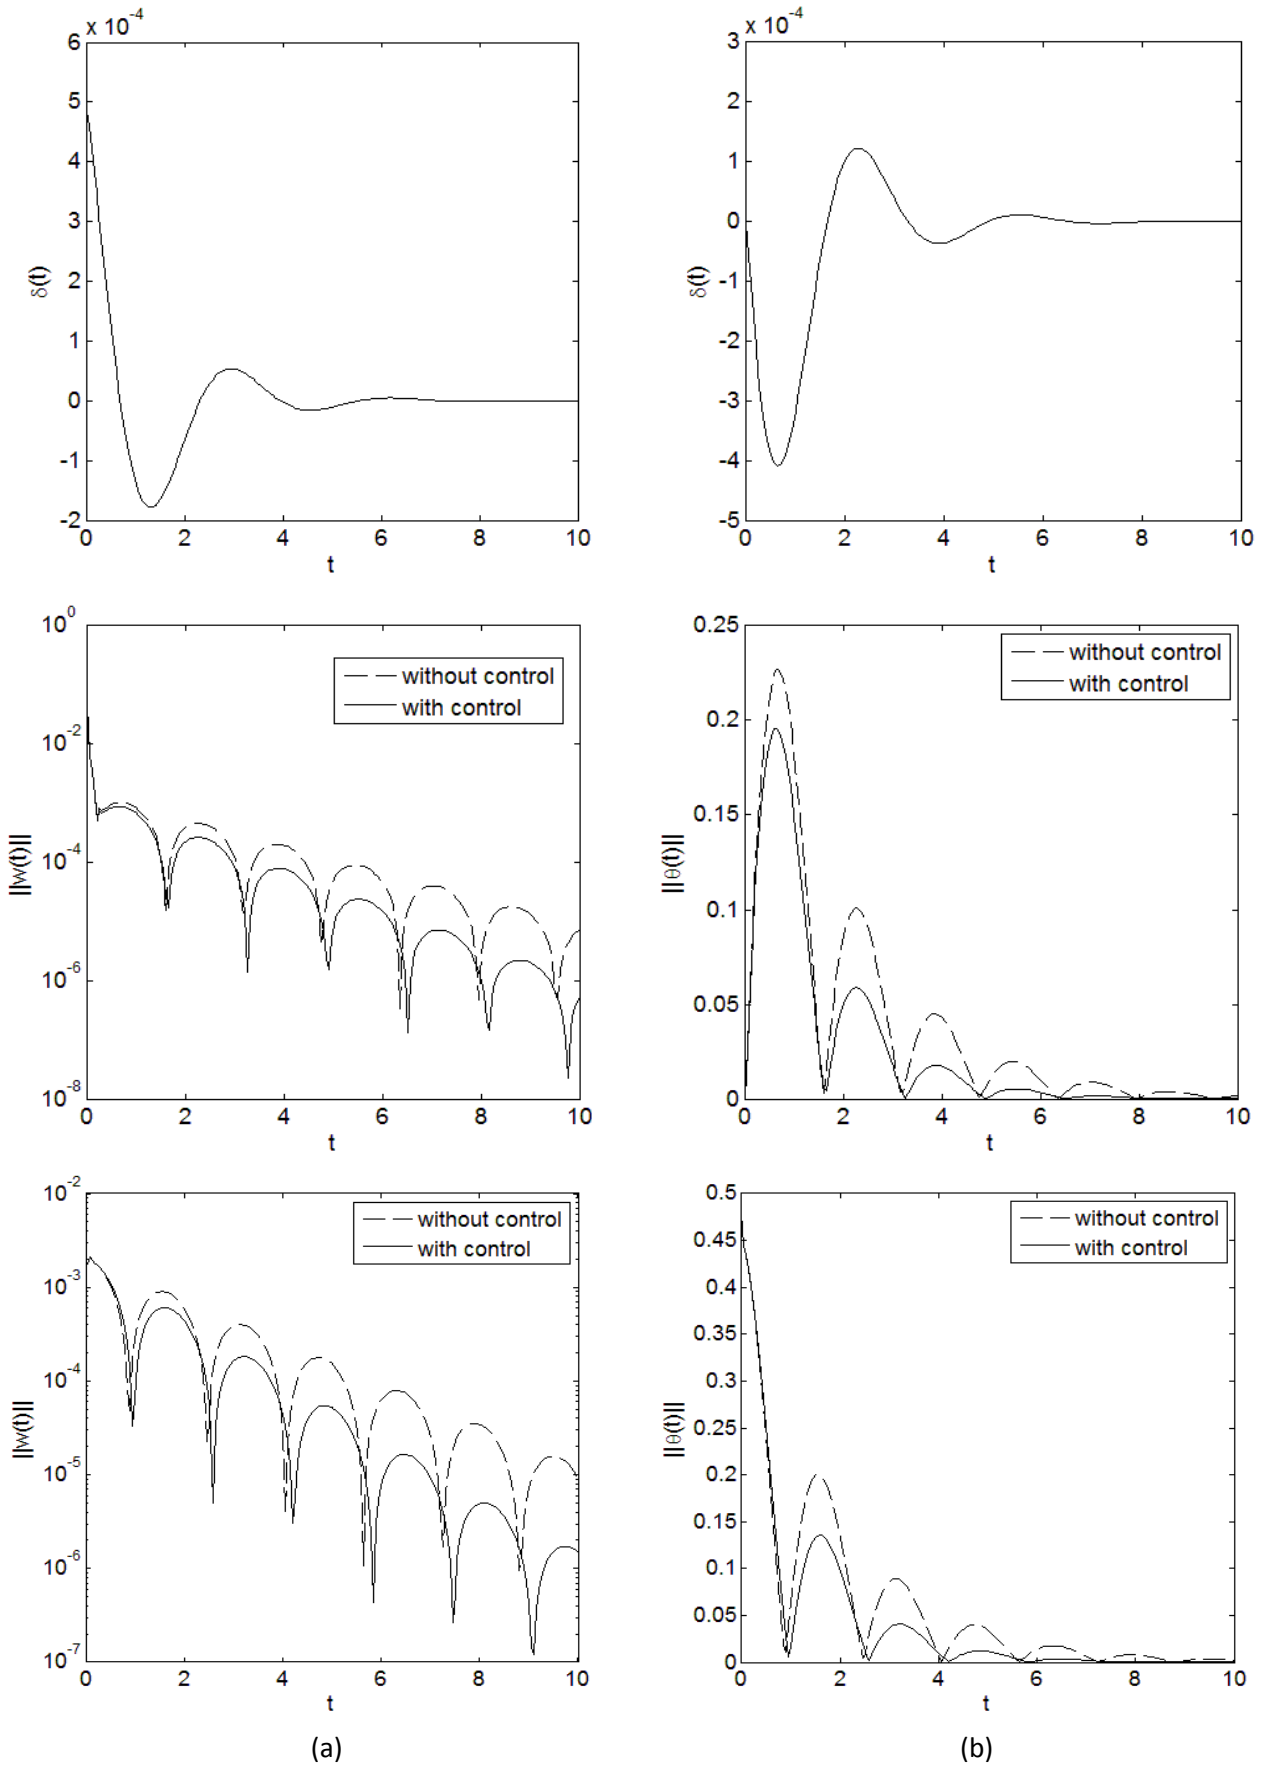 x 10-4
6
5
4
3
2
1
0
-1
-2
δ(t)
0 2 4 6 8 10
t
x 10-4
3
2
1
0
-1
-2
-3
-4
-5
δ(t)
0 2 4 6 8 10
t
100
10-2
10-4
10-6
10-8
||w(t)||
without control
with control
0 2 4 6 8 10
t
0.25
0.2
0.15
0.1
0.05
0
||θ(t)||
without control
with control
0 2 4 6 8 10
t
10-2
10-3
10-4
10-5
10-6
10-7
||w(t)||
without control
with control
0 2 4 6 8 10
t
0.5
0.45
0.4
0.35
0.3
0.25
0.2
0.15
0.1
0.05
0
||θ(t)||
without control
with control
0 2 4 6 8 10
t
(a) (b)